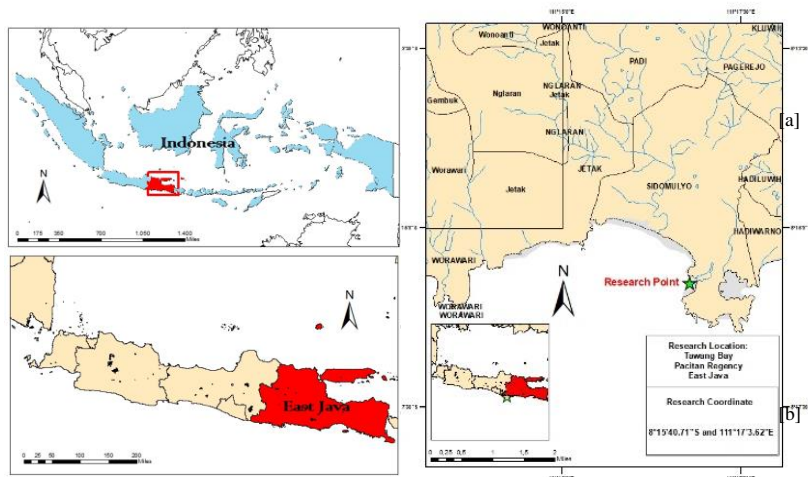 Indonesia
N
0 175 350 700 1.050 1.400
Miles
N
East Java
0 25 50 100 150 200
Miles
WONOANTI
Wonoanti
Jetak
KLUWIH
PADI
PAGEREJO
Gambuk
Nglaran
NGLARAN
Jetak
[a]
NGLARAN
Worawari
JETAK
Jetak
SIDOMULYO
HADILUWIH
HADIWARNO
WORAWARI
Research Point
N
WORAWARI
WORAWARI
Research Location:
Tawung Bay
Pacitan Regency
East Java
Research Coordinate
[b]
8°15'40.71"S and 111°17'3.62"E
0 0,25 0,5 1 1,5 2
Miles